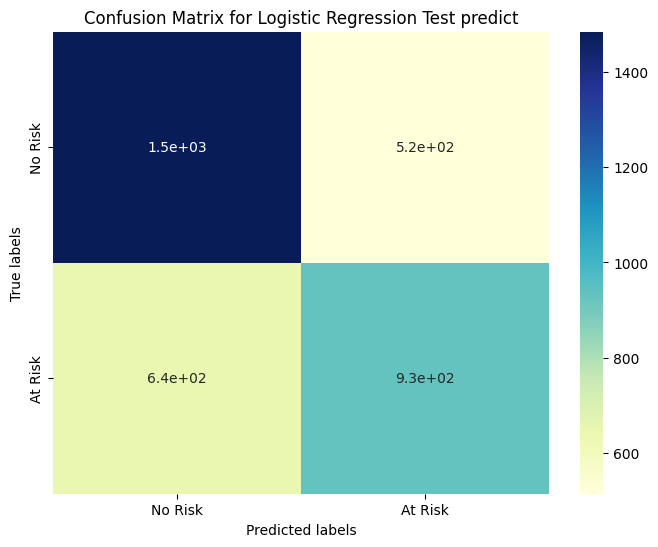 Confusion Matrix for Logistic Regression Test predict
True labels
No Risk
At Risk
1.5e+03
5.2e+02
6.4e+02
9.3e+02
No Risk
At Risk
Predicted labels
1400
1200
1000
800
600